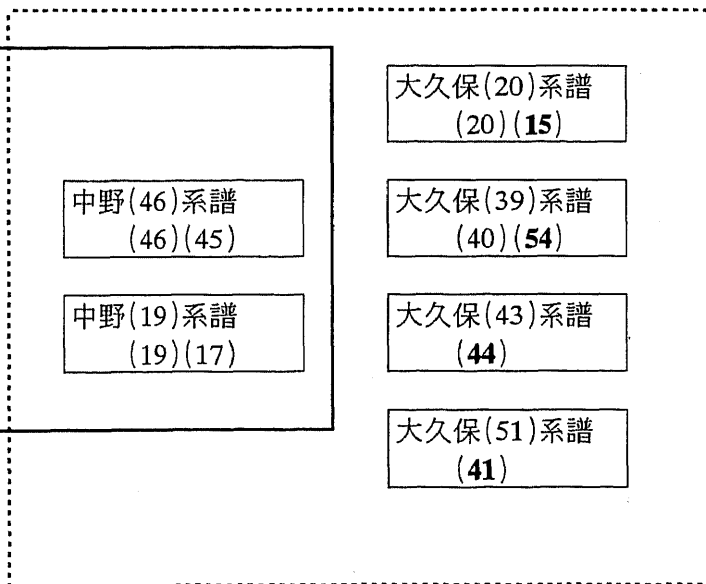 中野(46)系譜
(46)(45)
中野(19)系譜
(19)(17)
大久保(20)系譜
(20)(15)
大久保(39)系譜
(40)(54)
大久保(43)系譜
(44)
大久保(51)系譜
(41)